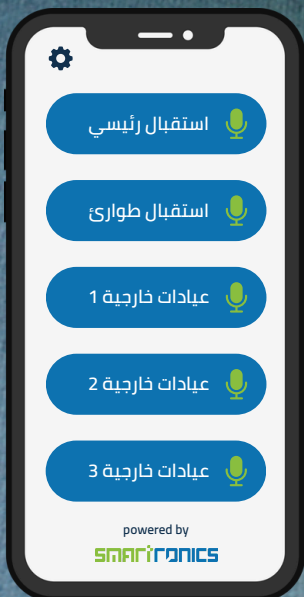 استقبال رئيسي
استقبال طوارئ
عيادات خارجية 1
عيادات خارجية 2
عيادات خارجية 3
powered by
smartronics